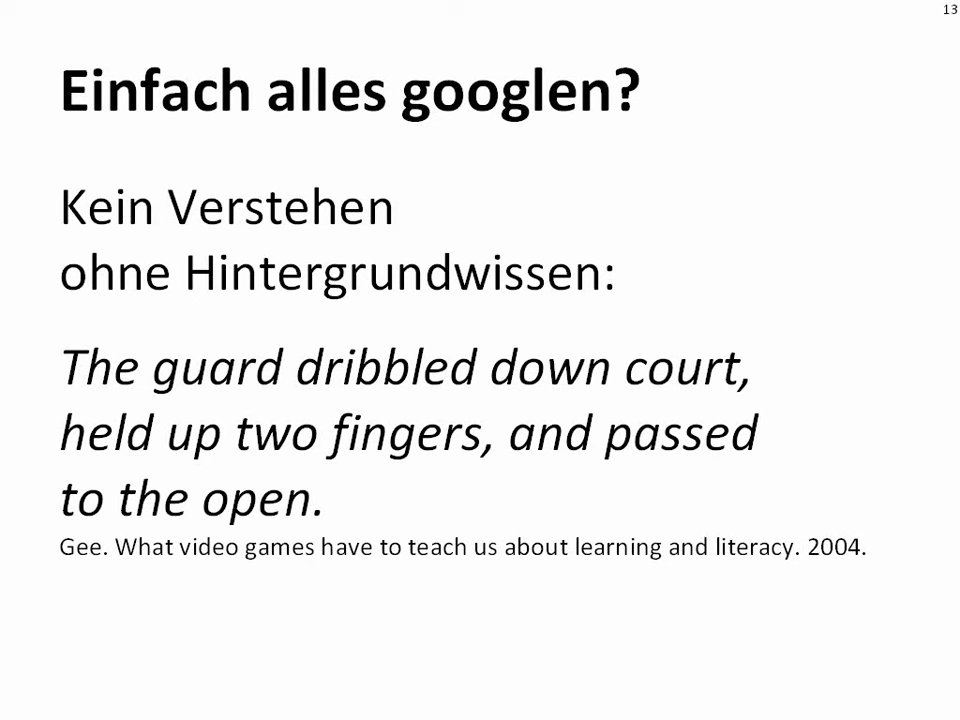 13
Einfach alles googlen?
Kein Verstehen
ohne Hintergrundwissen:
The guard dribbled down court,
held up two fingers, and passed
to the open.
Gee. What video games have to teach us about learning and literacy. 2004.